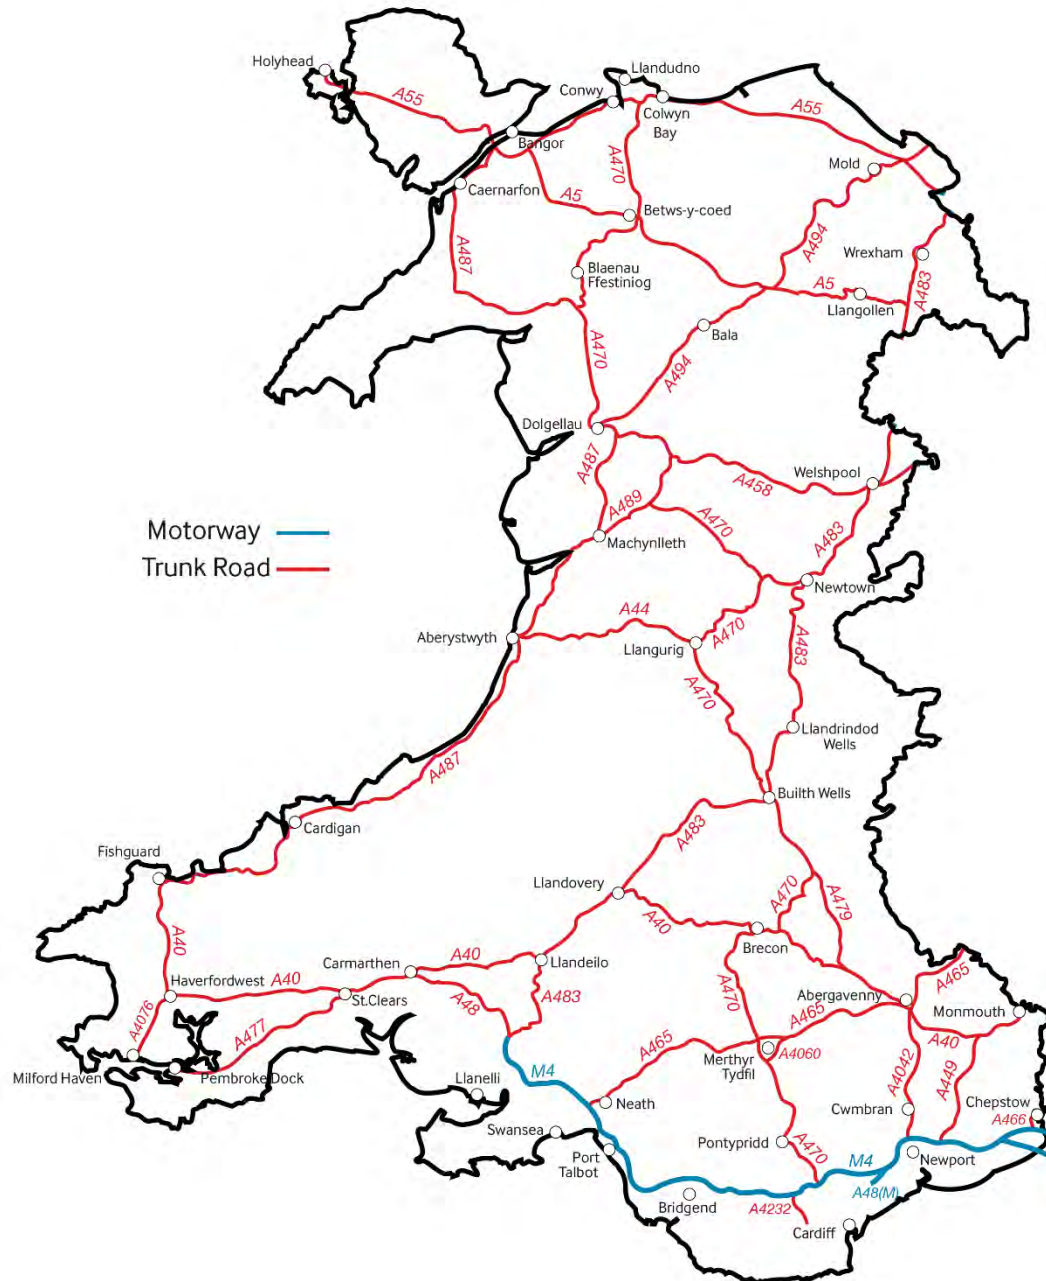 Holyhead
Llandudno
Conwy
Colwyn
Bay
A55
A55
Bangor
Mold
A470
Caernarfon
A5
Betws-y-coed
A494
A487
Wrexham
Blaenau
Ffestiniog
A483
A5
Llangollen
Bala
A470
A494
Dolgellau
A487
Welshpool
A458
A489
A470
A483
Motorway
Machynlleth
Trunk Road
Newtown
A44
Aberystwyth
A470
Llangurig
A483
A470
Llandrindod
Wells
A487
Builth Wells
Cardigan
A483
Fishguard
Llandovery
A470
A479
A40
Brecon
A40
A40
Llandeilo
Carmarthen
A465
Haverfordwest
A40
A483
St.Clears
A48
A470
Abergavenny
Monmouth
A4076
A477
A465
A465
A40
Merthyr
Tydfil
A4060
A4042
A449
Milford Haven
Pembroke Dock
M4
Llanelli
Neath
Cwmbran
Chepstow
A466
Swansea
Port
Talbot
Pontypridd
A470
M4
Newport
A48(M)
Bridgend
A4232
Cardiff